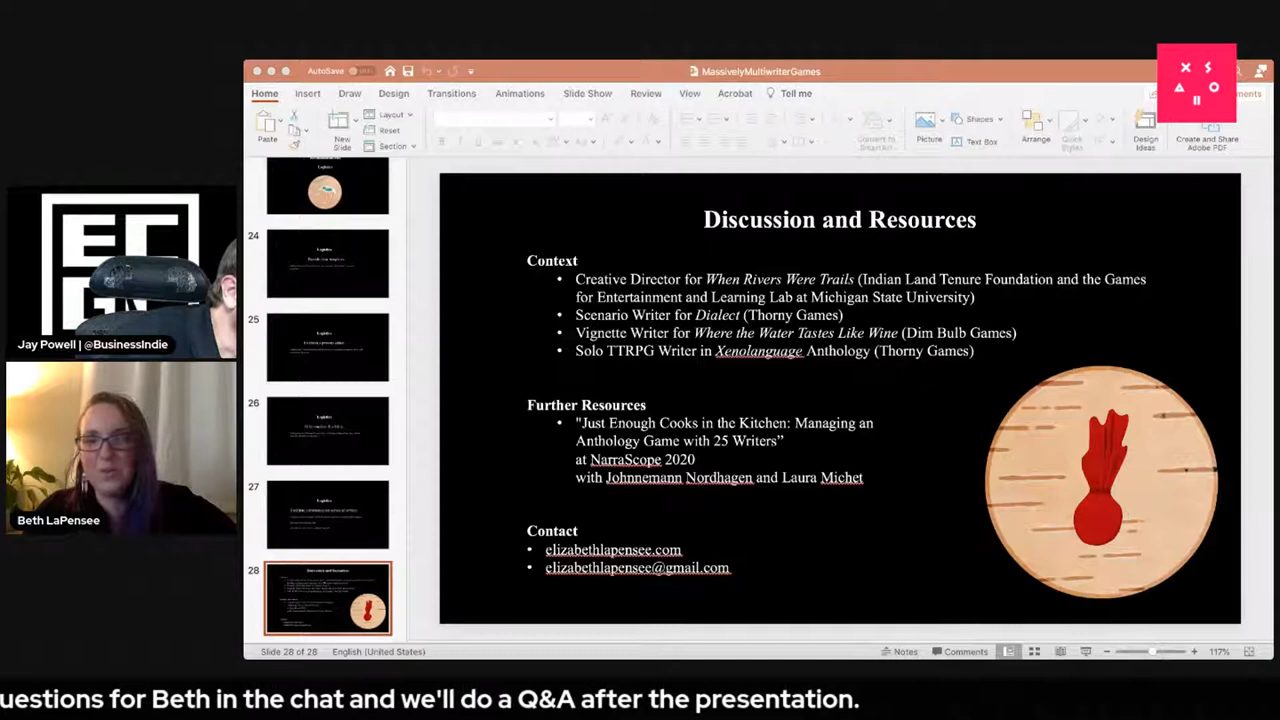 AutoSave
MassivelyMultiwriterGames
Home Insert Draw Design Transitions Animations Slide Show Review View Acrobat Tell me
Paste
New Slide
Layout
Reset
Section
Convert to SmartArt
Picture
Shapes
Text Box
Arrange
Quick Styles
Design Ideas
Create and Share Adobe PDF
Logistics
24
Logistics
25
Logistics
26
Logistics
27
Logistics
28
Discussion and Resources
Discussion and Resources
Context
• Creative Director for When Rivers Were Trails (Indian Land Tenure Foundation and the Games
for Entertainment and Learning Lab at Michigan State University)
• Scenario Writer for Dialect (Thorny Games)
• Vignette Writer for Where the Water Tastes Like Wine (Dim Bulb Games)
• Solo TTRPG Writer in Xenolanguage Anthology (Thorny Games)
Further Resources
• "Just Enough Cooks in the Kitchen: Managing an
Anthology Game with 25 Writers”
at NarraScope 2020
with Johnnemann Nordhagen and Laura Michet
Contact
• elizabethlapensee.com
• elizabethlapensee@gmail.com
Jay Powell | @BusinessIndie
Beth LaPensee
Slide 28 of 28 English (United States) Notes Comments 117%
uestions for Beth in the chat and we'll do a Q&A after the presentation.